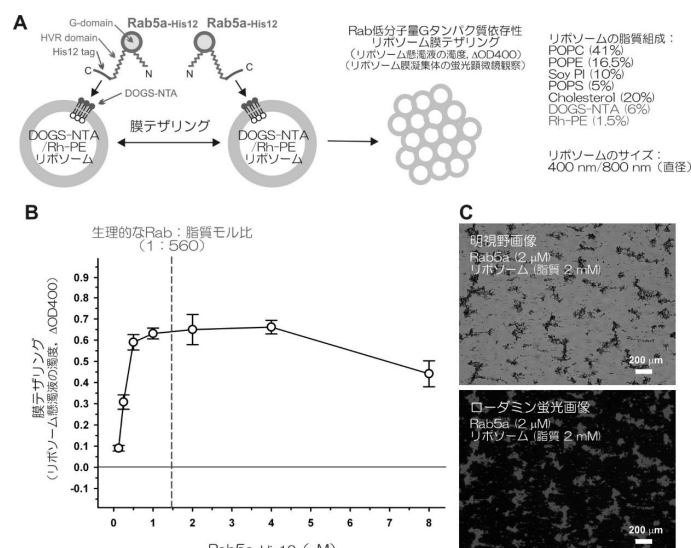 A
G-domain
HVR domain
His12 tag
Rab5a-His12
Rab5a-His12
C
N
N
C
DOGS-NTA
DOGS-NTA
/Rh-PE
リポソーム
膜テザリング
DOGS-NTA
/Rh-PE
リポソーム
Rab低分子量Gタンパク質依存性
リポソーム膜テザリング
(リポソーム懸濁液の濁度, ΔOD400)
(リポソーム膜凝集体の蛍光顕微鏡観察)
リポソームの脂質組成:
POPC (41%)
POPE (16.5%)
Soy PI (10%)
POPS (5%)
Cholesterol (20%)
DOGS-NTA (6%)
Rh-PE (1.5%)
リポソームのサイズ:
400 nm/800 nm (直径)
B
生理的なRab:脂質モル比
(1:560)
膜テザリング
(リポソーム懸濁液の濁度, ΔOD400)
0.9
0.8
0.7
0.6
0.5
0.4
0.3
0.2
0.1
0.0
-0.1
0 1 2 3 4 5 6 7 8
C
明視野画像
Rab5a (2 μM)
リポソーム (脂質 2 mM)
200 μm
ローダミン蛍光画像
Rab5a (2 μM)
リポソーム (脂質 2 mM)
200 μm